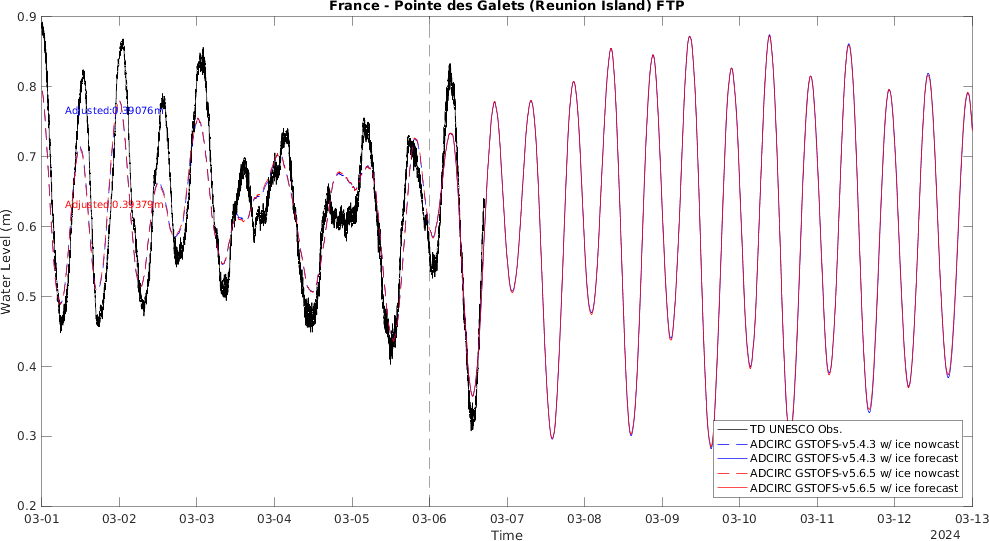 France - Pointe des Galets (Reunion Island) FTP
0.9
0.8
0.7
0.6
0.5
0.4
0.3
0.2
Water Level (m)
Adjusted:0.39076m
Adjusted:0.39379m
TD UNESCO Obs.
ADCIRC GSTOFS-v5.4.3 w/ ice nowcast
ADCIRC GSTOFS-v5.4.3 w/ ice forecast
ADCIRC GSTOFS-v5.6.5 w/ ice nowcast
ADCIRC GSTOFS-v5.6.5 w/ ice forecast
03-01 03-02 03-03 03-04 03-05 03-06 03-07 03-08 03-09 03-10 03-11 03-12 03-13
Time
2024